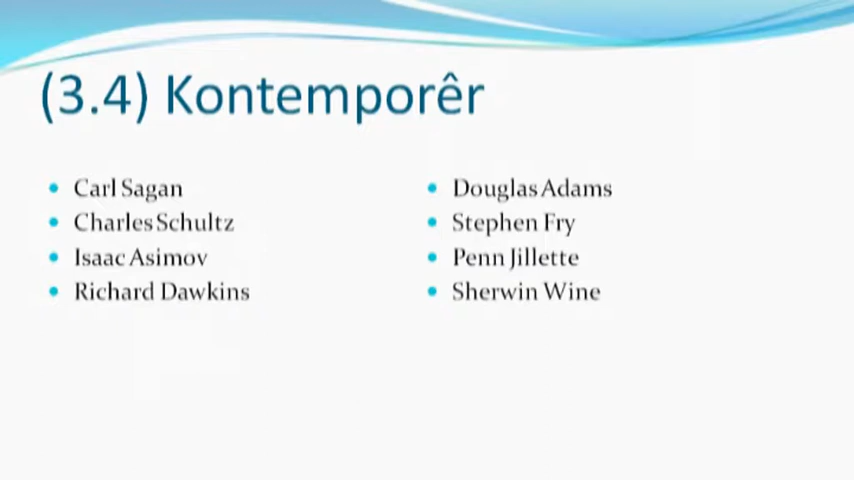 (3.4) Kontemporêr
• Carl Sagan
• Charles Schultz
• Isaac Asimov
• Richard Dawkins
• Douglas Adams
• Stephen Fry
• Penn Jillette
• Sherwin Wine